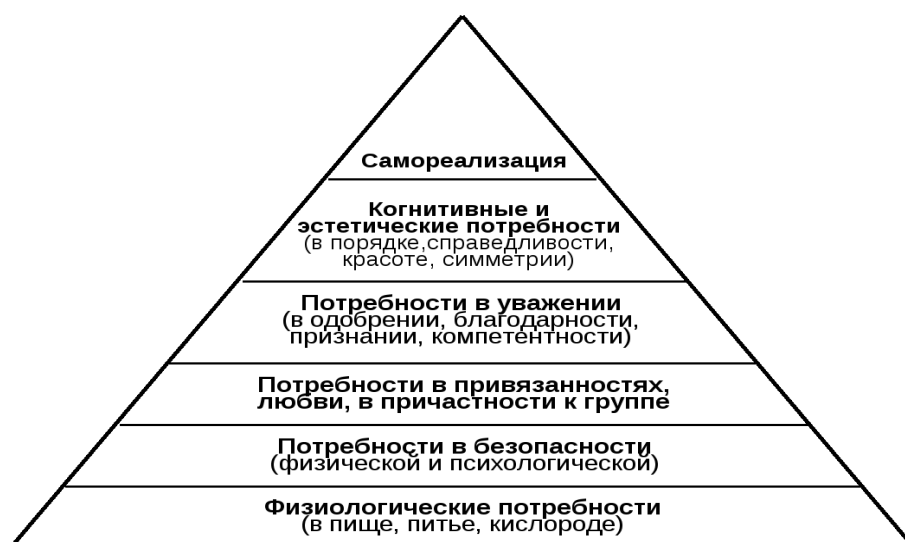 Самореализация
Когнитивные и
эстетические потребности
(в порядке,справедливости,
красоте, симметрии)
Потребности в уважении
(в одобрении, благодарности,
признании, компетентности)
Потребности в привязанностях,
любви, в причастности к группе
Потребности в безопасности
(физической и психологической)
Физиологические потребности
(в пище, питье, кислороде)